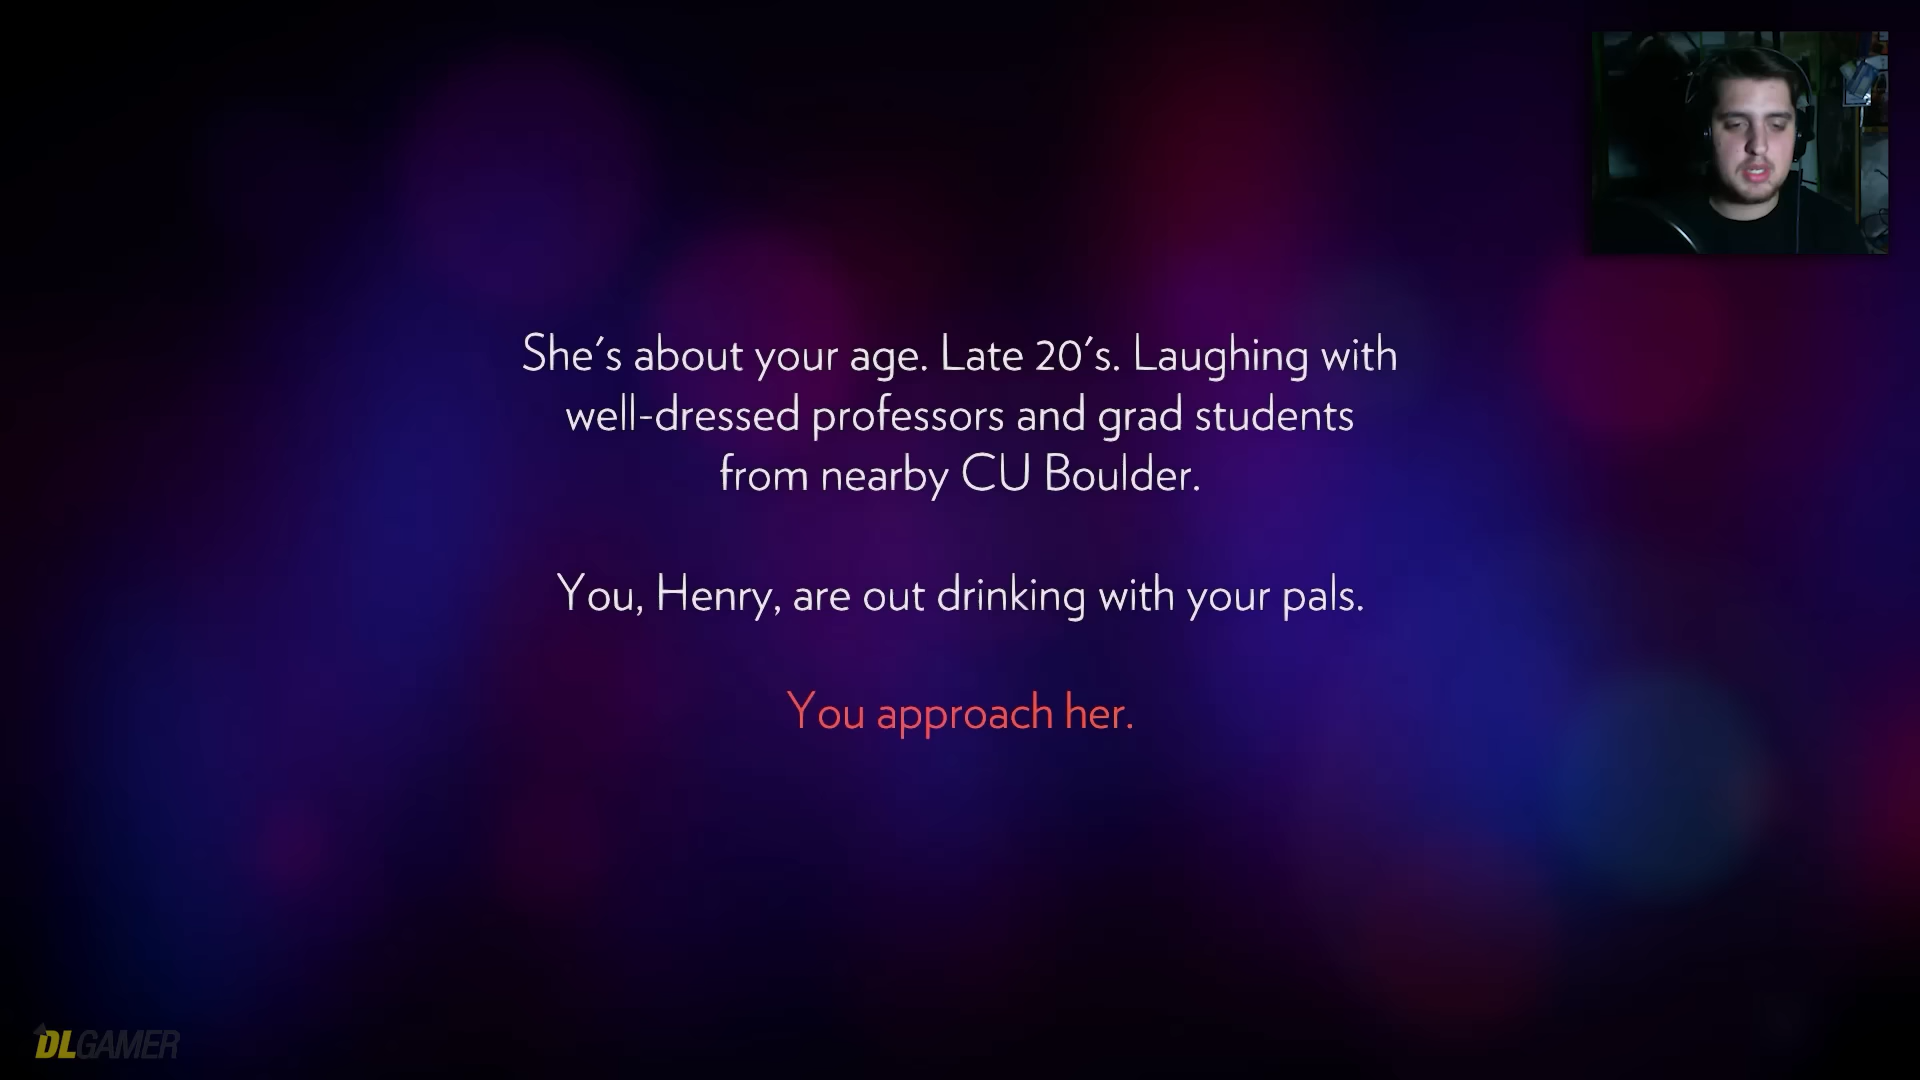 She's about your age. Late 20's. Laughing with
well-dressed professors and grad students
from nearby CU Boulder.
You, Henry, are out drinking with your pals.
You approach her.
DLGAMER